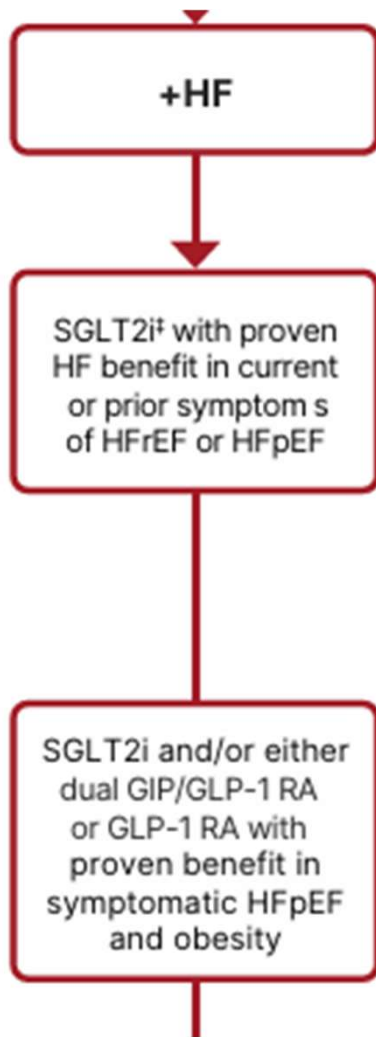 +HF
SGLT2i‡ with proven
HF benefit in current
or prior symptom s
of HFrEF or HFpEF
SGLT2i and/or either
dual GIP/GLP-1 RA
or GLP-1 RA with
proven benefit in
symptomatic HFpEF
and obesity